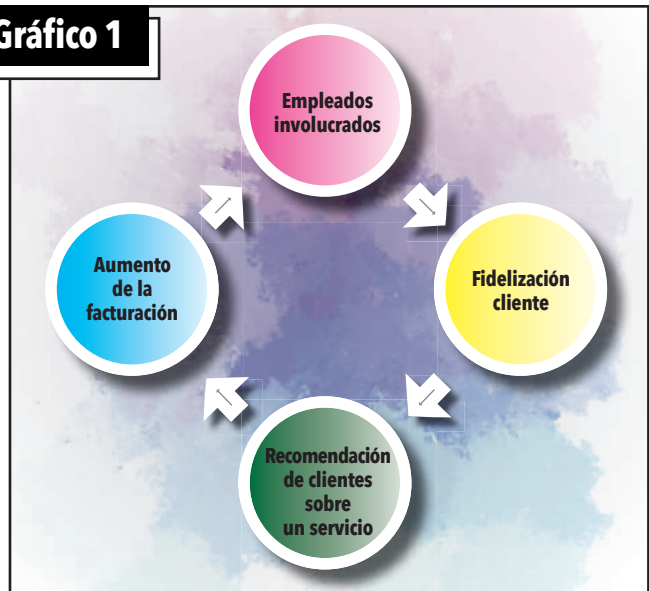 Gráfico 1
Empleados
involucrados
Fidelización
cliente
Recomendación
de clientes
sobre
un servicio
Aumento
de la
facturación